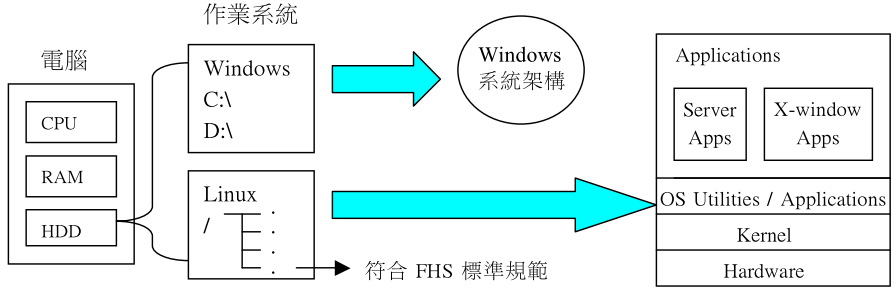 作業系統
電腦
CPU
RAM
HDD
Windows
C:\
D:\
Linux
/
符合 FHS 標準規範
Windows
系統架構
Applications
Server
Apps
X-window
Apps
OS Utilities / Applications
Kernel
Hardware